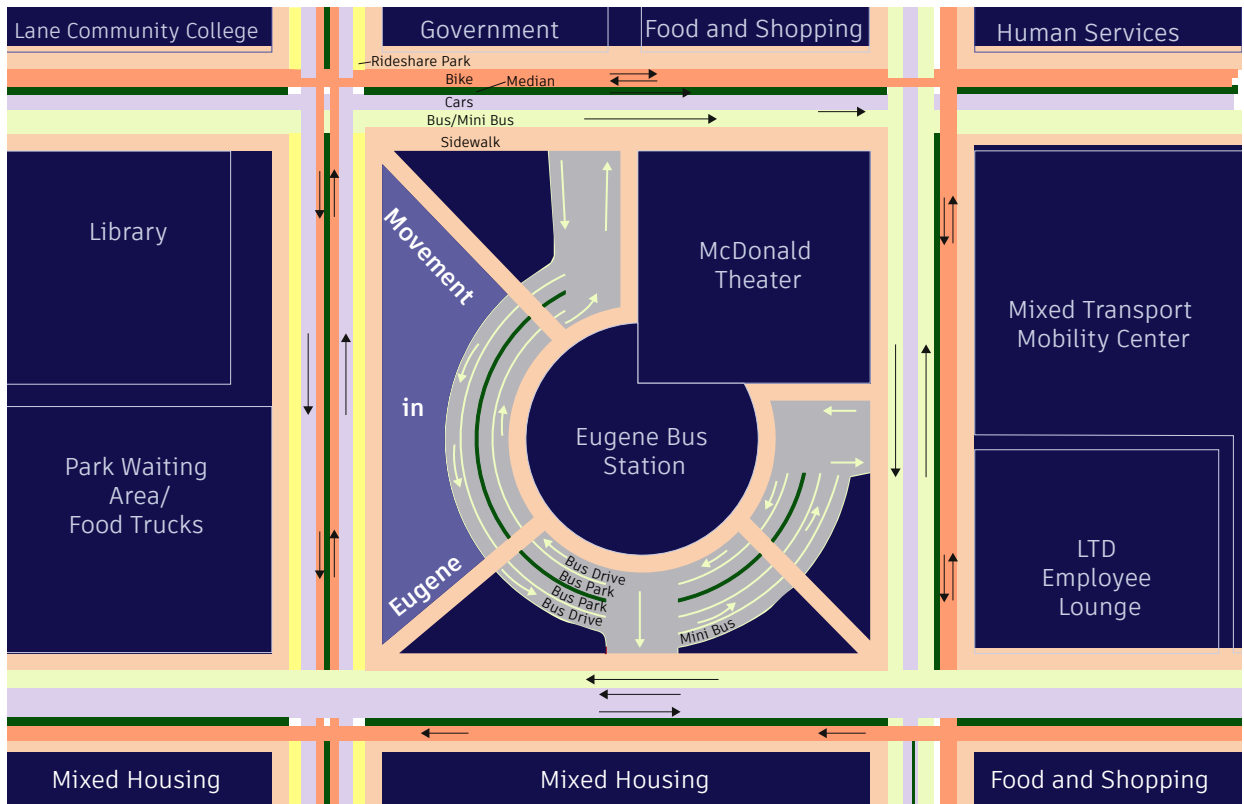 Lane Community College
Government
Food and Shopping
Human Services
Rideshare Park
Bike
Median
Cars
Bus/Mini Bus
Sidewalk
Library
Movement
in
Eugene
McDonald
Theater
Mixed Transport
Mobility Center
Park Waiting
Area/
Food Trucks
Eugene Bus
Station
LTD
Employee
Lounge
Bus Drive
Bus Park
Bus Park
Bus Drive
Mini Bus
Mixed Housing
Mixed Housing
Food and Shopping